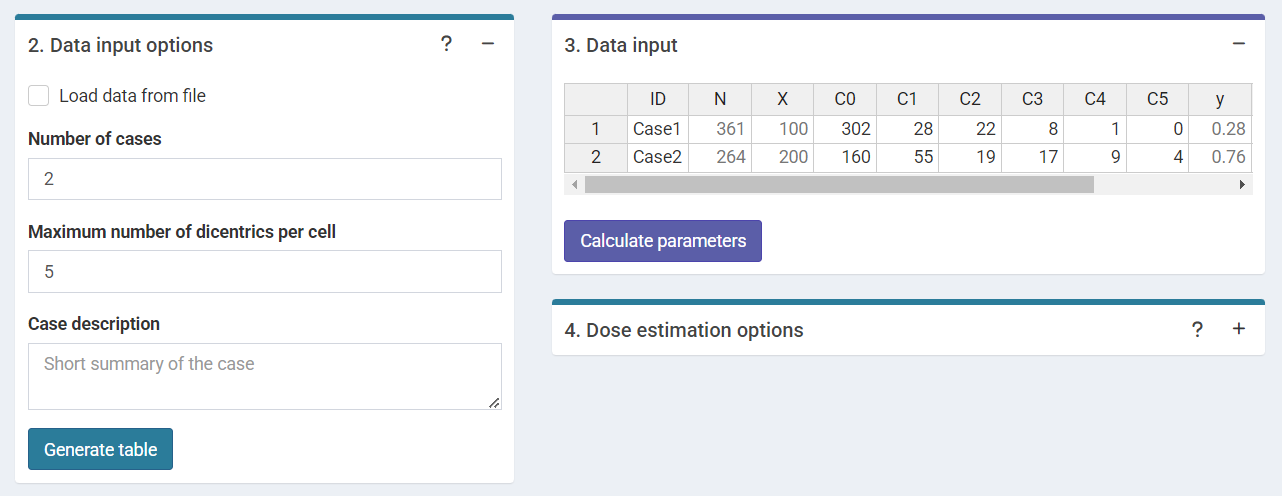 2. Data input options
?
−
Load data from file
Number of cases
2
Maximum number of dicentrics per cell
5
Case description
Short summary of the case
Generate table
3. Data input
−
ID N X C0 C1 C2 C3 C4 C5 y
1 Case1 361 100 302 28 22 8 1 0 0.28
2 Case2 264 200 160 55 19 17 9 4 0.76
Calculate parameters
4. Dose estimation options
?
+